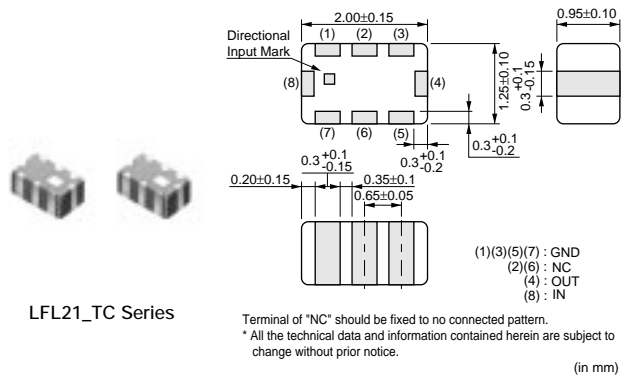 2.00±0.15
0.95±0.10
Directional
Input Mark
(1) (2) (3)
(8)
(4)
1.25±0.10
0.3+0.1-0.15
(7) (6) (5)
0.3+0.1-0.2
0.3+0.1-0.2
0.3+0.1-0.15
0.20±0.15
0.35±0.1
0.65±0.05
(1)(3)(5)(7) : GND
(2)(6) : NC
(4) : OUT
(8) : IN
LFL21_TC Series
Terminal of "NC" should be fixed to no connected pattern.
* All the technical data and information contained herein are subject to
change without prior notice.
(in mm)